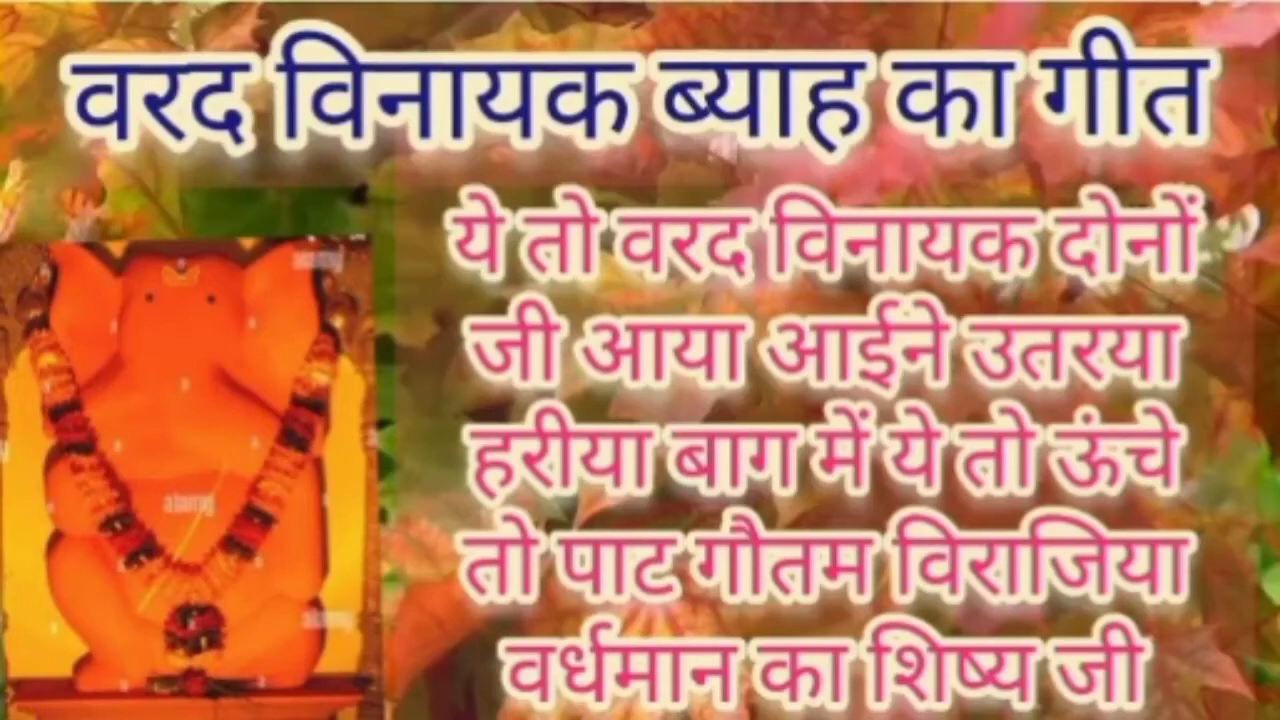 वरद विनायक ब्याह का गीत
ये तो वरद विनायक दोनों
जी आया आईने उतरया
हरीया बाग में ये तो ऊंचे
तो पाट गौतम विराजिया
वर्धमान का शिष्य जी